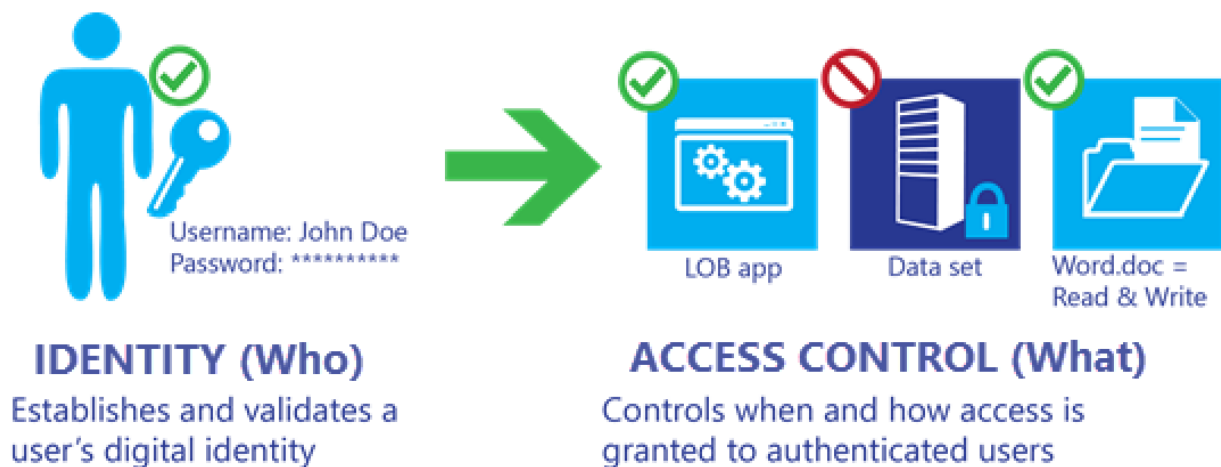 Username: John Doe
Password: **********
LOB app
Data set
Word.doc =
Read & Write
IDENTITY (Who)
Establishes and validates a
user's digital identity
ACCESS CONTROL (What)
Controls when and how access is
granted to authenticated users